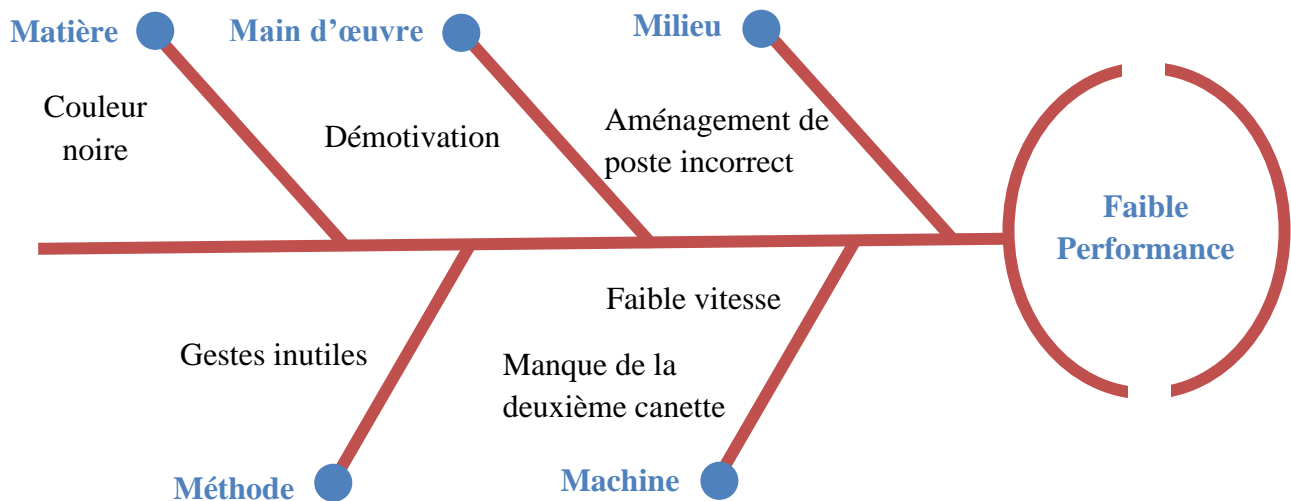 Matière
Main d’œuvre
Milieu
Couleur
noire
Démotivation
Aménagement de
poste incorrect
Faible
Performance
Gestes inutiles
Faible vitesse
Manque de la
deuxième canette
Méthode
Machine